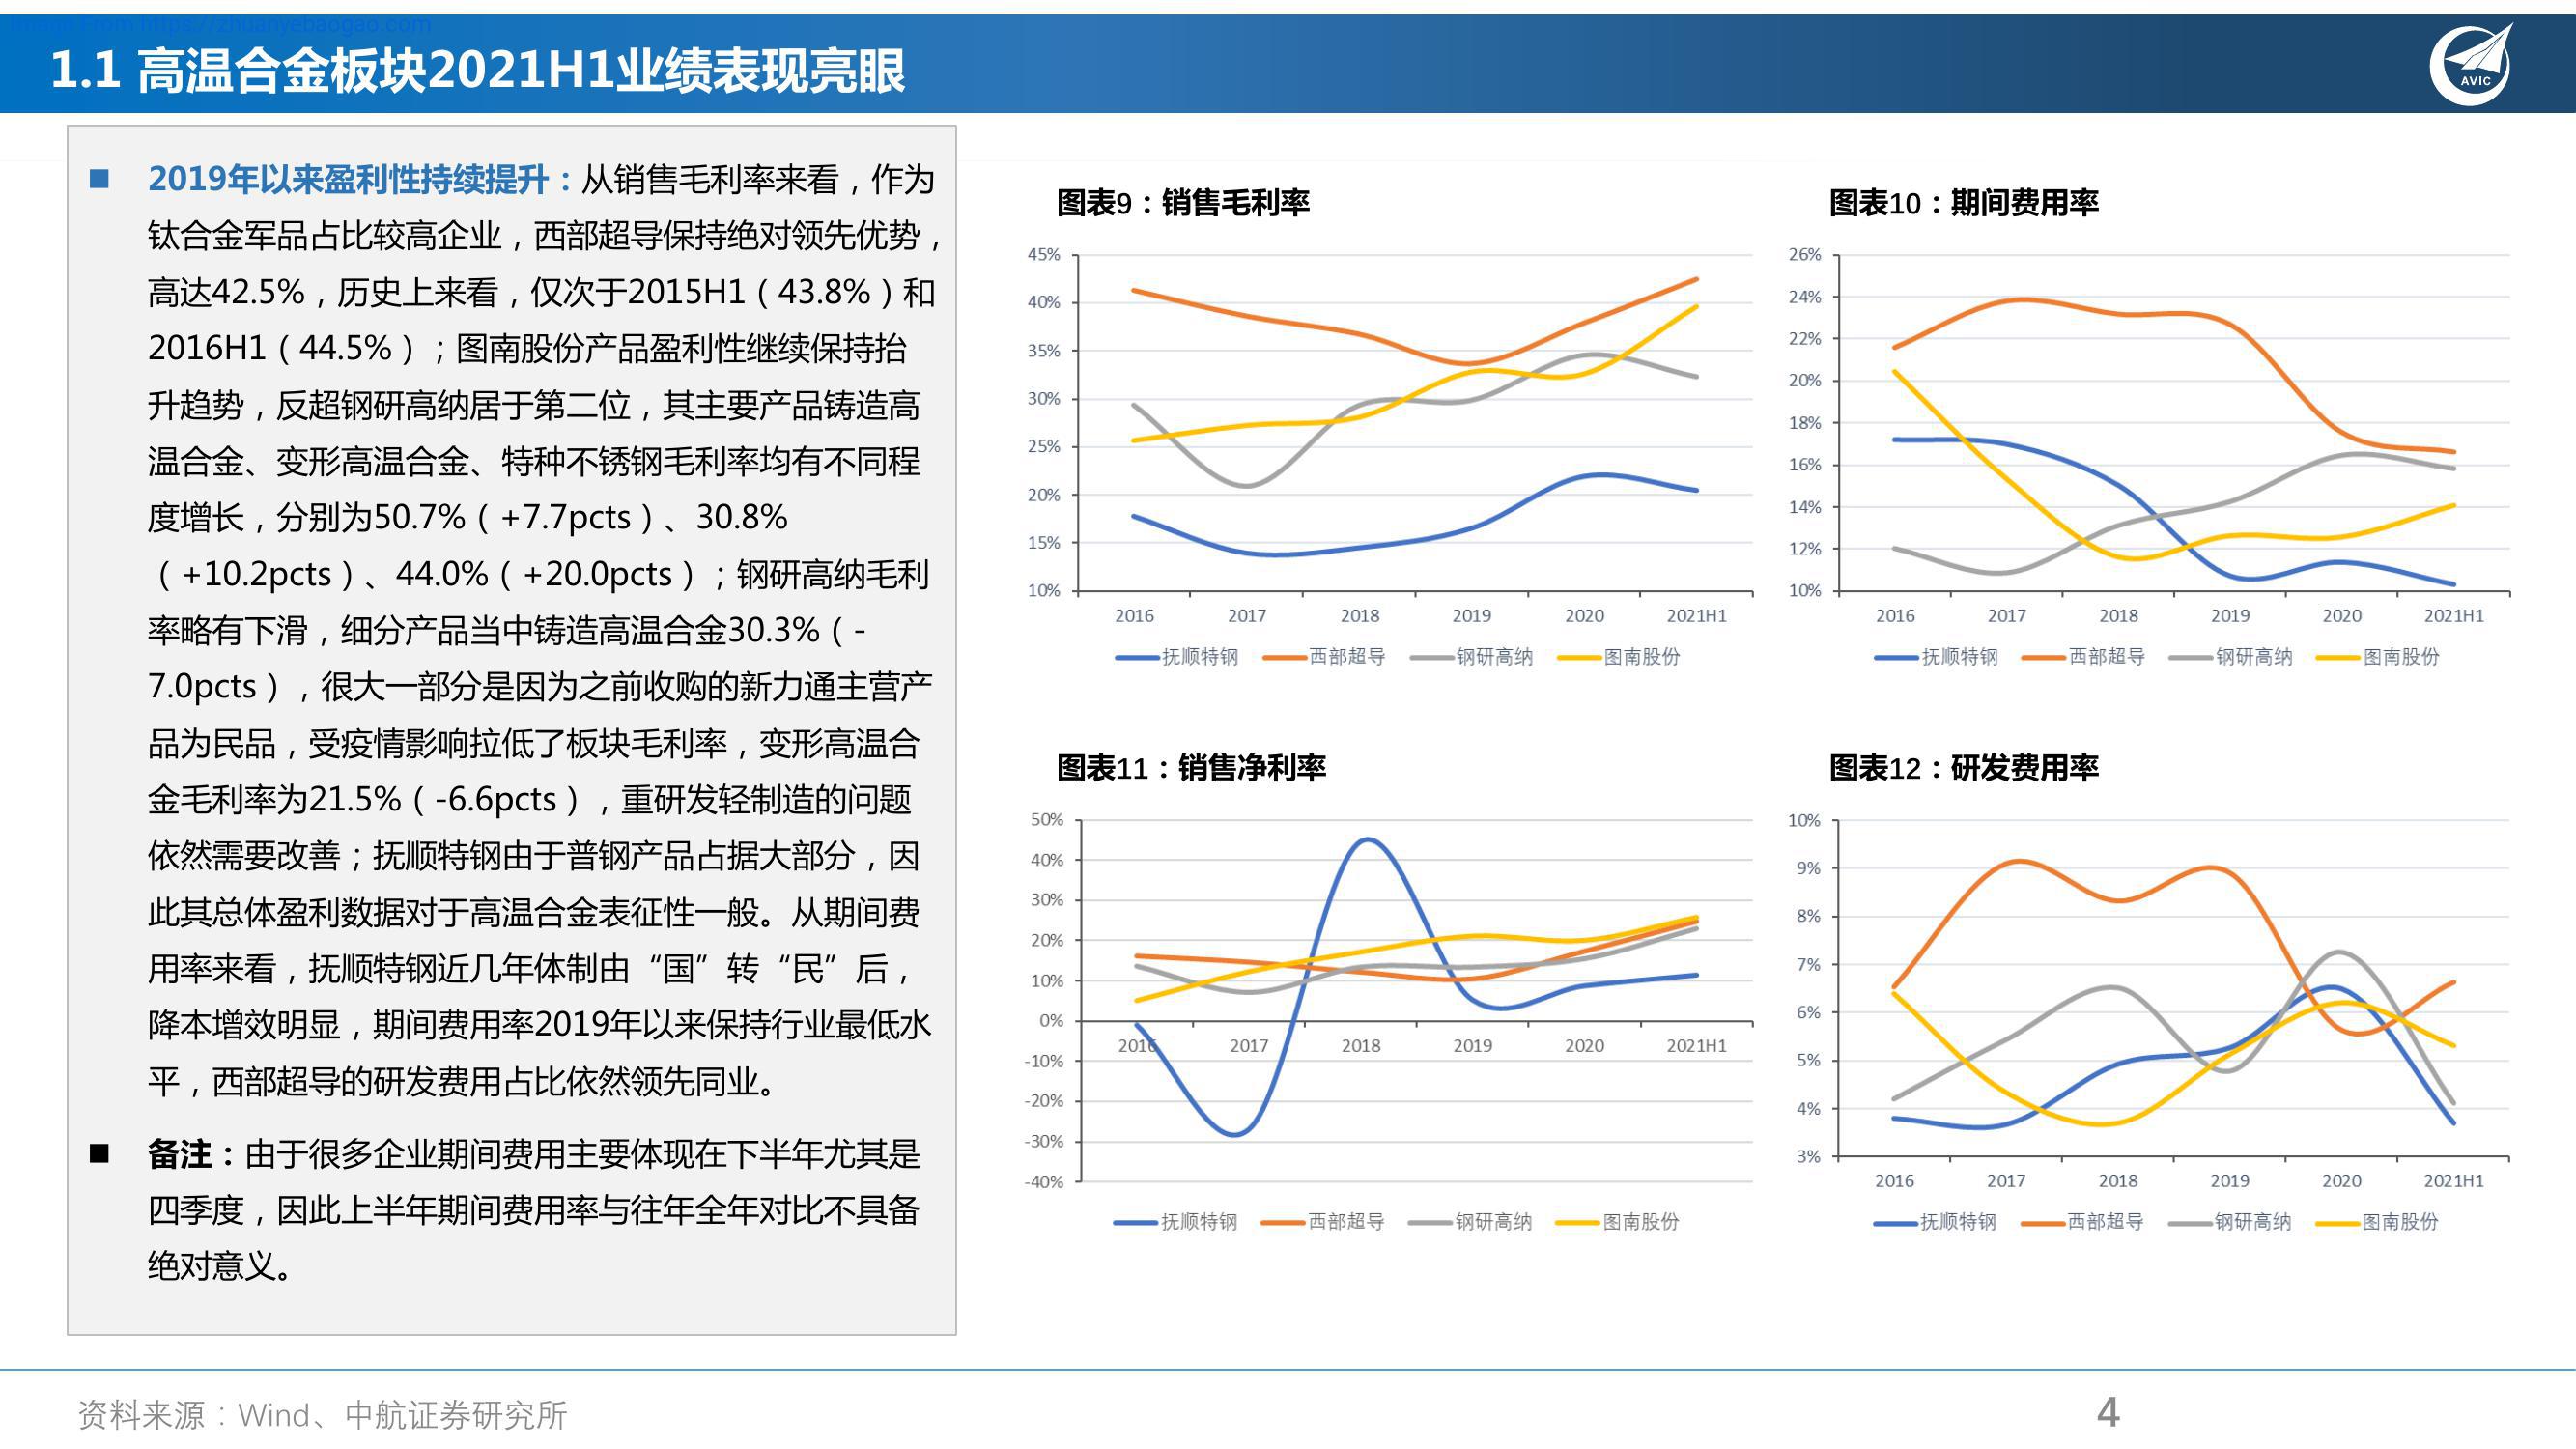 Image From https://zhuanyebaogao.com
1.1 高温合金板块2021H1业绩表现亮眼
AVIC
2019年以来盈利性持续提升：从销售毛利率来看，作为
钛合金军品占比较高企业，西部超导保持绝对领先优势，
高达42.5%，历史上来看，仅次于2015H1（43.8%）和
2016H1（44.5%）；图南股份产品盈利性继续保持抬
升趋势，反超钢研高纳居于第二位，其主要产品铸造高
温合金、变形高温合金、特种不锈钢毛利率均有不同程
度增长，分别为50.7%（+7.7pcts）、30.8%
（+10.2pcts）、44.0%（+20.0pcts）；钢研高纳毛利
率略有下滑，细分产品当中铸造高温合金30.3%（-
7.0pcts），很大一部分是因为之前收购的新力通主营产
品为民品，受疫情影响拉低了板块毛利率，变形高温合
金毛利率为21.5%（-6.6pcts），重研发轻制造的问题
依然需要改善；抚顺特钢由于普钢产品占据大部分，因
此其总体盈利数据对于高温合金表征性一般。从期间费
用率来看，抚顺特钢近几年体制由“国”转“民”后，
降本增效明显，期间费用率2019年以来保持行业最低水
平，西部超导的研发费用占比依然领先同业。
备注：由于很多企业期间费用主要体现在下半年尤其是
四季度，因此上半年期间费用率与往年全年对比不具备
绝对意义。
图表9：销售毛利率
45%
40%
35%
30%
25%
20%
15%
10%
2016 2017 2018 2019 2020 2021H1
抚顺特钢 西部超导 钢研高纳 图南股份
图表10：期间费用率
26%
24%
22%
20%
18%
16%
14%
12%
10%
2016 2017 2018 2019 2020 2021H1
抚顺特钢 西部超导 钢研高纳 图南股份
图表11：销售净利率
50%
40%
30%
20%
10%
0%
2016 2017 2018 2019 2020 2021H1
-10%
-20%
-30%
-40%
抚顺特钢 西部超导 钢研高纳 图南股份
图表12：研发费用率
10%
9%
8%
7%
6%
5%
4%
3%
2016 2017 2018 2019 2020 2021H1
抚顺特钢 西部超导 钢研高纳 图南股份
资料来源：Wind、中航证券研究所
4